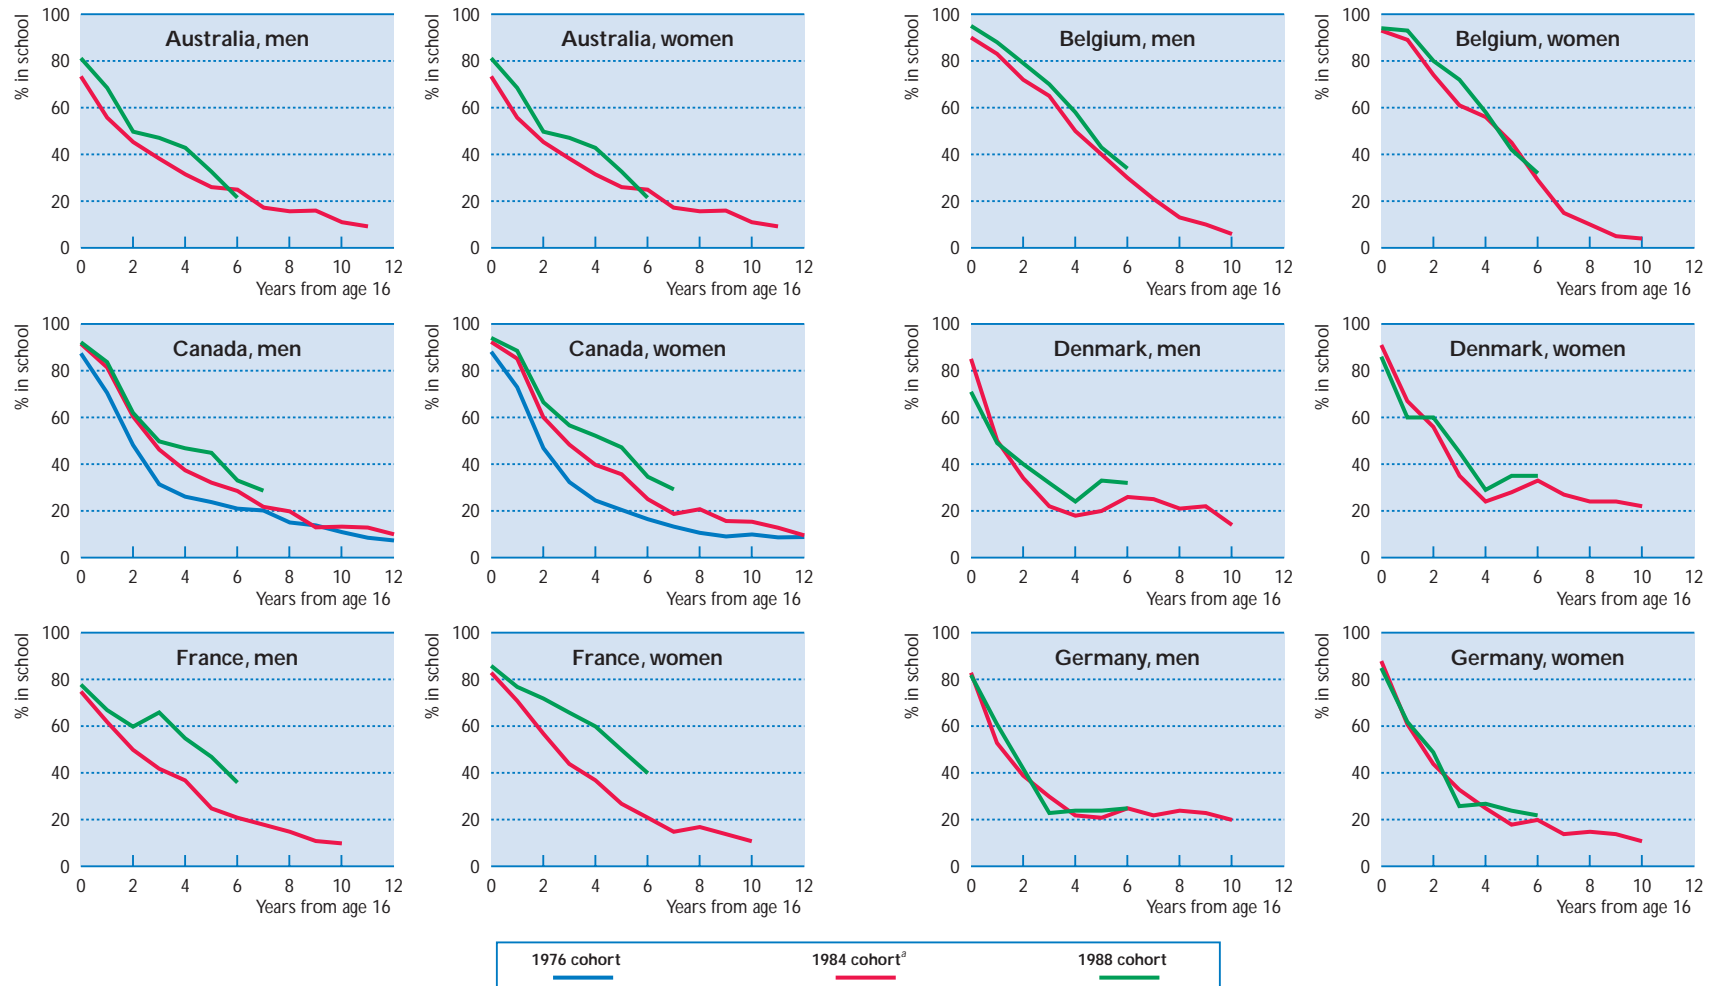 Australia, men
% in school
100
80
60
40
20
0
0 2 4 6 8 10 12
Years from age 16
Australia, women
% in school
100
80
60
40
20
0
0 2 4 6 8 10 12
Years from age 16
Belgium, men
% in school
100
80
60
40
20
0
0 2 4 6 8 10 12
Years from age 16
Belgium, women
% in school
100
80
60
40
20
0
0 2 4 6 8 10 12
Years from age 16
Canada, men
% in school
100
80
60
40
20
0
0 2 4 6 8 10 12
Years from age 16
Canada, women
% in school
100
80
60
40
20
0
0 2 4 6 8 10 12
Years from age 16
Denmark, men
% in school
100
80
60
40
20
0
0 2 4 6 8 10 12
Years from age 16
Denmark, women
% in school
100
80
60
40
20
0
0 2 4 6 8 10 12
Years from age 16
France, men
% in school
100
80
60
40
20
0
0 2 4 6 8 10 12
Years from age 16
France, women
% in school
100
80
60
40
20
0
0 2 4 6 8 10 12
Years from age 16
Germany, men
% in school
100
80
60
40
20
0
0 2 4 6 8 10 12
Years from age 16
Germany, women
% in school
100
80
60
40
20
0
0 2 4 6 8 10 12
Years from age 16
1976 cohort 1984 cohortᵃ 1988 cohort